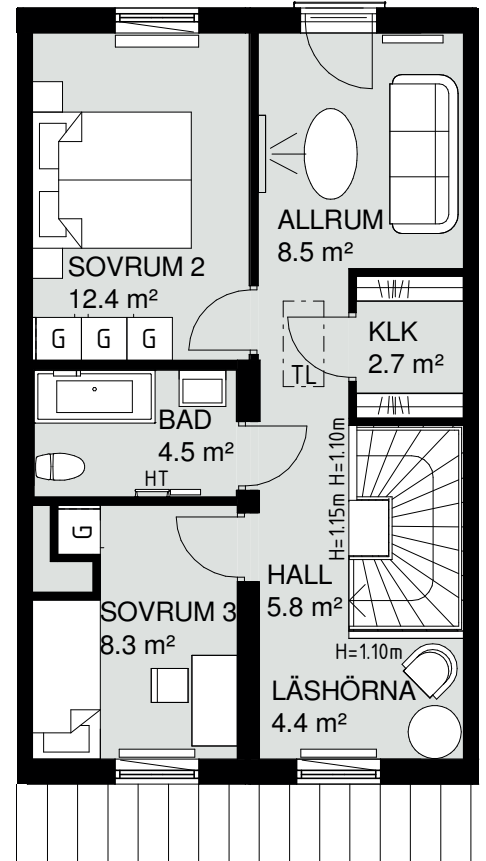 ALLRUM
8.5 m²
SOVRUM 2
12.4 m²
G G G
KLK
2.7 m²
TL
BAD
4.5 m²
HT
H=1.15m H=1.10m
G
HALL
5.8 m²
SOVRUM 3
8.3 m²
H=1.10m
LÄSHÖRNA
4.4 m²